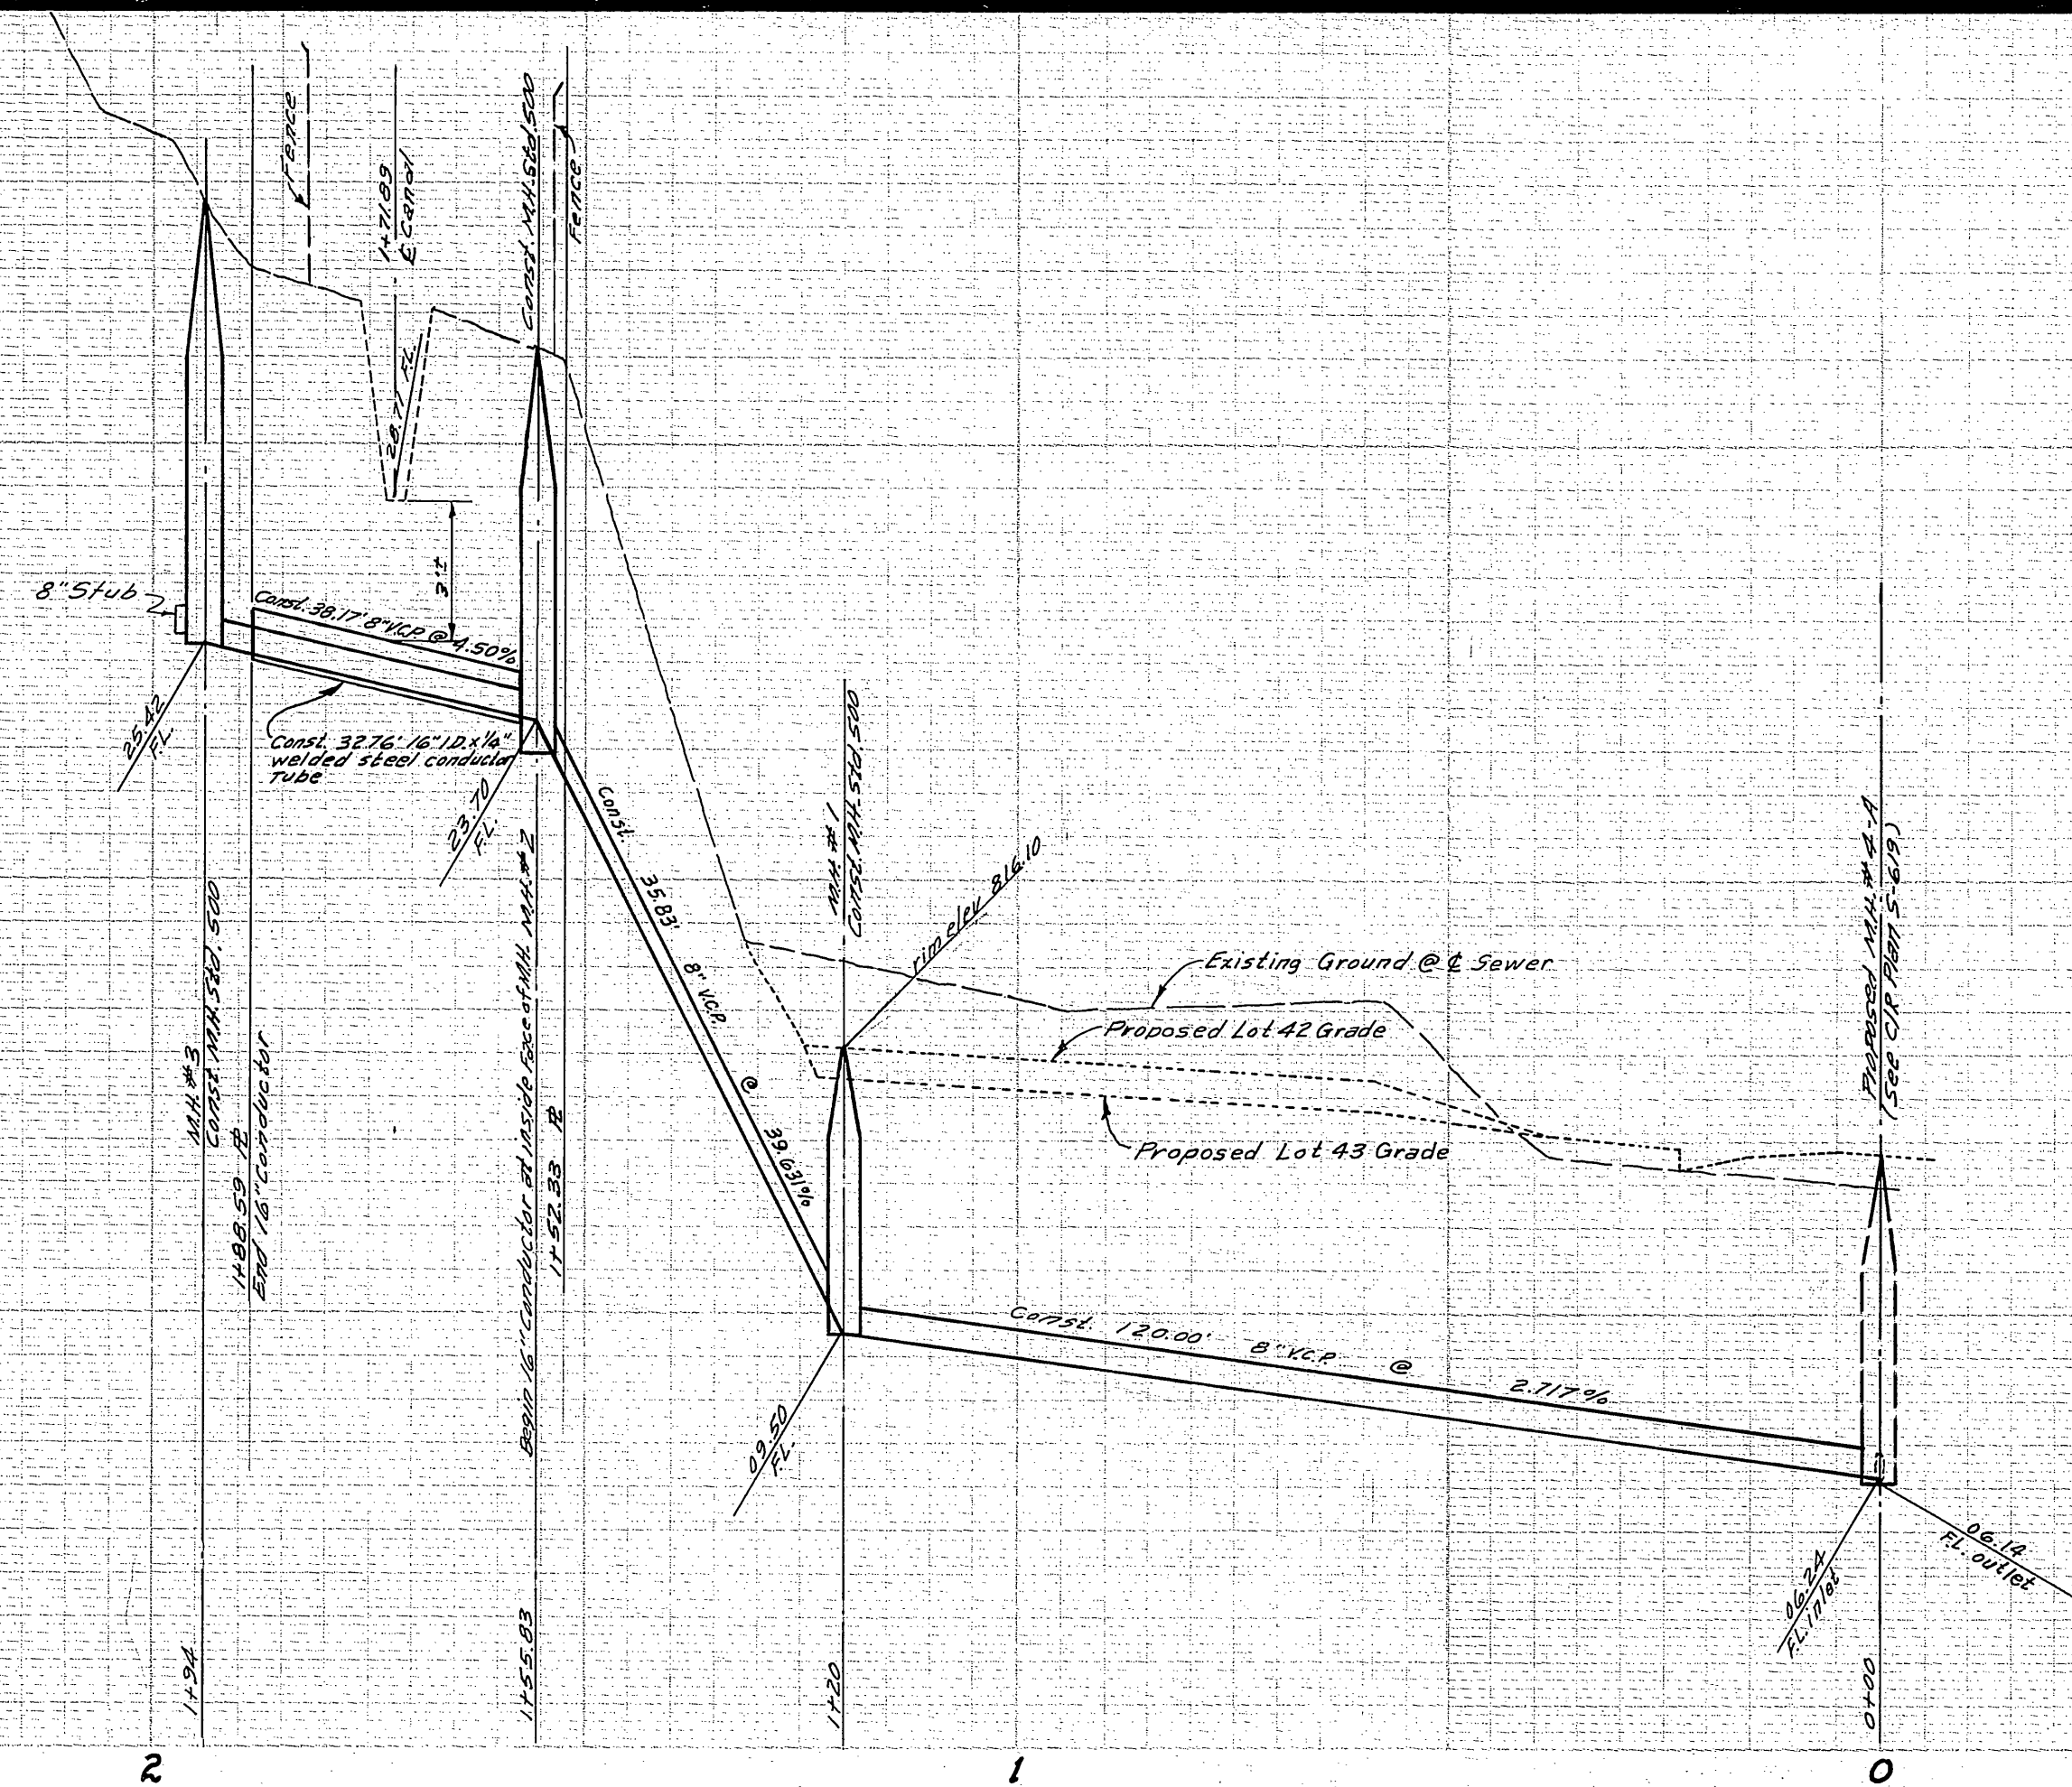 Fence
1+71.89
℄ Canal
Const. M.H. Std. 500
Fence
28.77 F.L.
3'±
8" Stub
Const. 38.17' 8" V.C.P. @ 4.50%
25.42
F.L.
Const. 32.76' 16" I.D. x 1/4"
welded steel conductor
Tube
23.70
F.L.
Const. 35.83' 8" V.C.P. @ 39.631%
M.H. #1
Const. M.H. Std. 500
rim elev 816.10
Existing Ground @ ℄ Sewer
Proposed Lot 42 Grade
Proposed Lot 43 Grade
Proposed M.H. #4-A
(See C/R Plan S-619)
M.H. #3
Const M.H. Std. 500
1+88.59 ⅊
End 16" Conductor
Begin 16" Conductor at inside Face of M.H. M.H. #2
1+52.33 ⅊
Const. 120.00' 8" V.C.P. @ 2.717%
09.50
F.L.
06.14
F.L. outlet
06.24
F.L. inlet
1+94
1+55.83
1+20
0+00
2 1 0